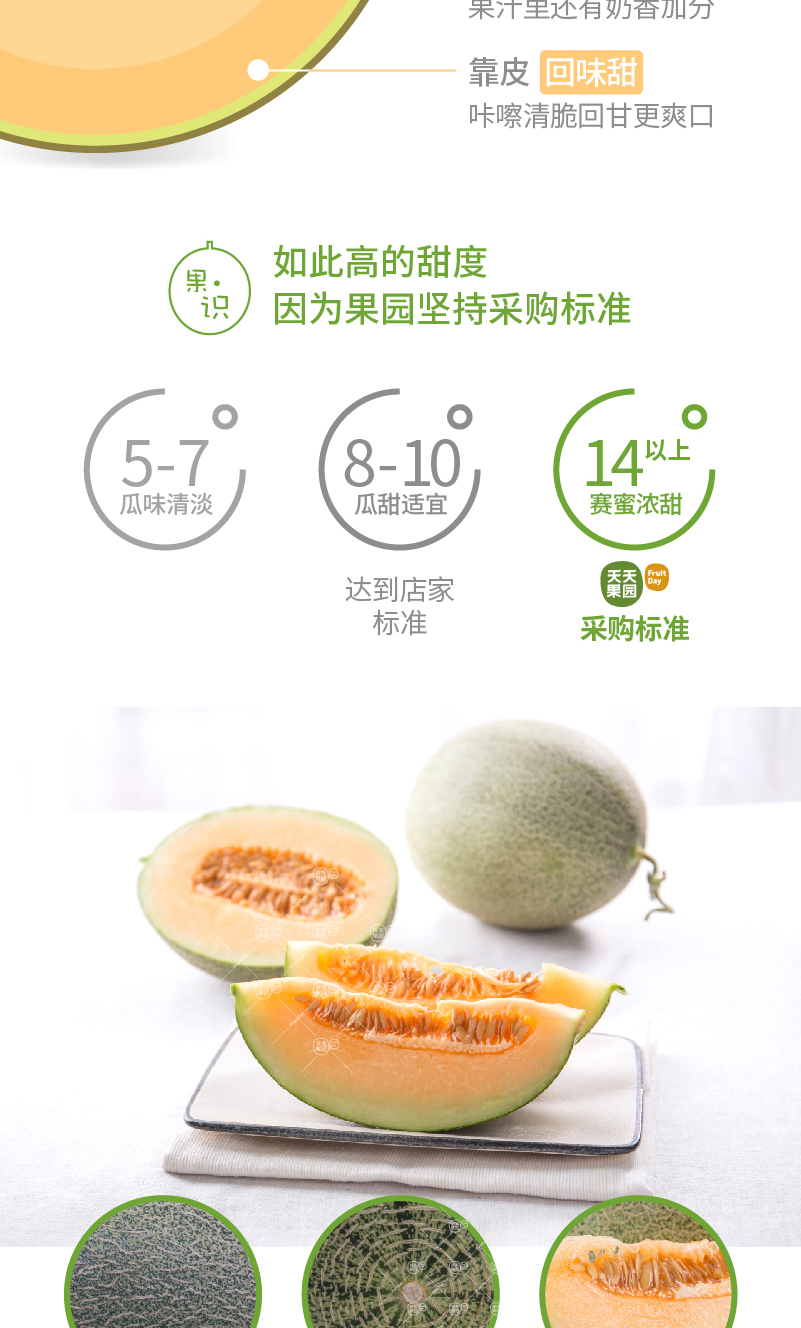 果汁里还有奶香加分
靠皮 回味甜
咔嚓清脆回甘更爽口
果·识
如此高的甜度
因为果园坚持采购标准
5-7
瓜味清淡
8-10
瓜甜适宜
14以上
赛蜜浓甜
达到店家
标准
天天果园
Fruit Day
采购标准